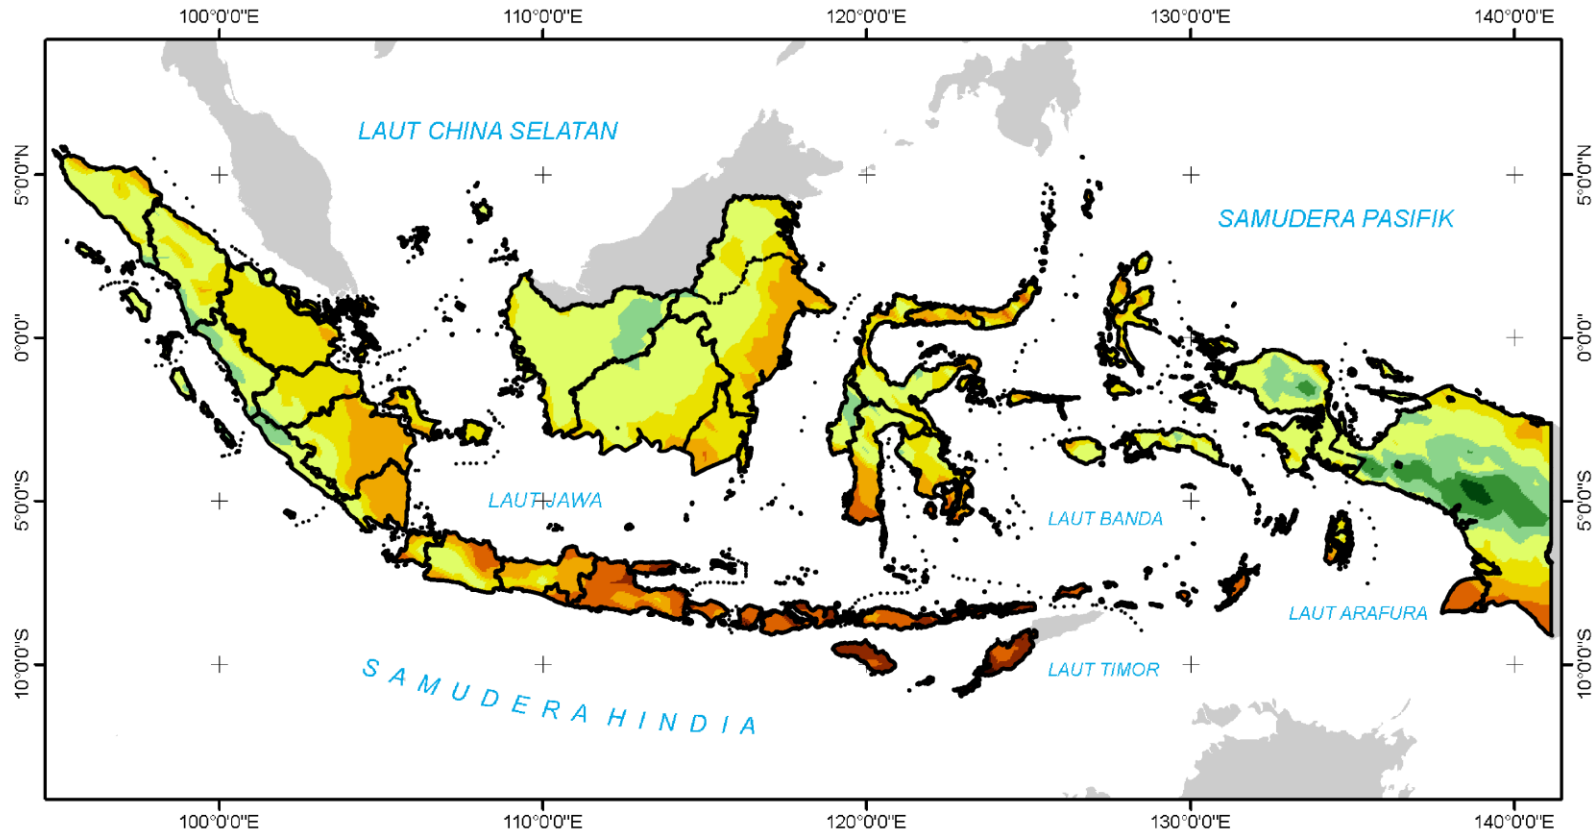 100°0'0"E 110°0'0"E 120°0'0"E 130°0'0"E 140°0'0"E
LAUT CHINA SELATAN
5°0'0"N 5°0'0"N
SAMUDERA PASIFIK
0°0'0" 0°0'0"
LAUT JAWA
5°0'0"S 5°0'0"S
LAUT BANDA
LAUT ARAFURA
10°0'0"S 10°0'0"S
LAUT TIMOR
SAMUDERA HINDIA
100°0'0"E 110°0'0"E 120°0'0"E 130°0'0"E 140°0'0"E